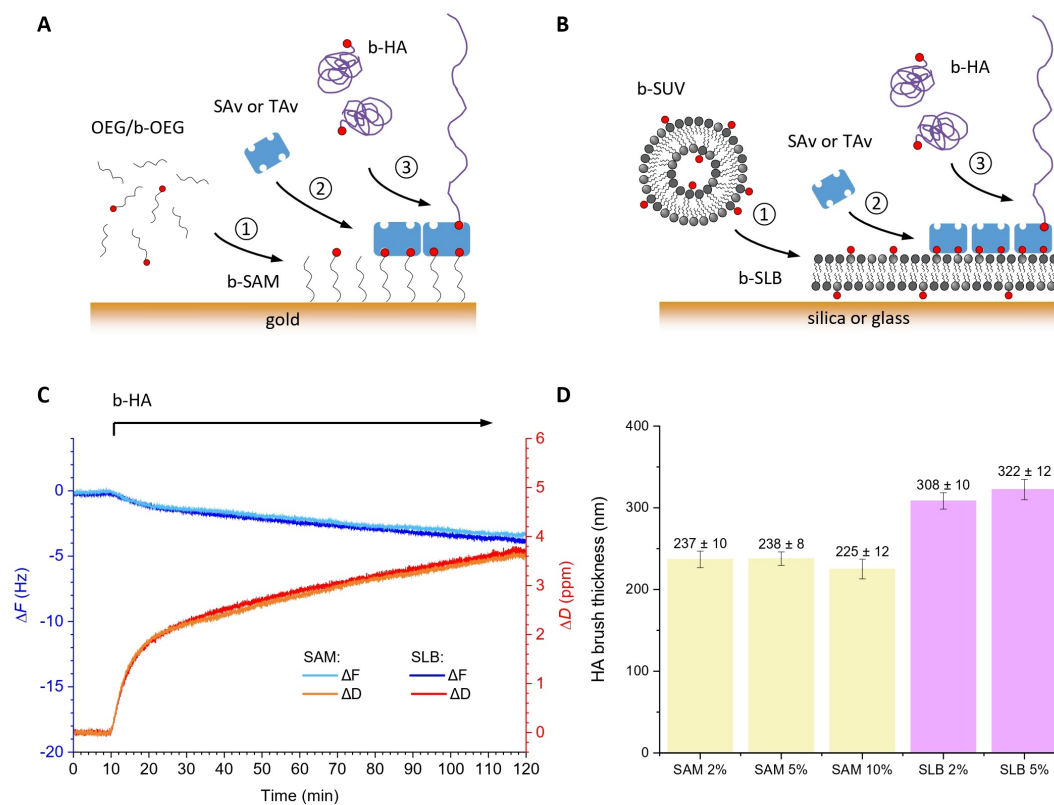 A
b-HA
SAv or TAv
OEG/b-OEG
3
2
1
b-SAM
gold
B
b-HA
b-SUV
SAv or TAv
3
1
2
b-SLB
silica or glass
C
b-HA
ΔF (Hz)
0
-5
-10
-15
-20
6
5
4
3
2
1
0
ΔD (ppm)
SAM: SLB:
ΔF ΔF
ΔD ΔD
0 10 20 30 40 50 60 70 80 90 100 110 120
Time (min)
D
HA brush thickness (nm)
400
300
200
100
0
237 ± 10
238 ± 8
225 ± 12
308 ± 10
322 ± 12
SAM 2% SAM 5% SAM 10% SLB 2% SLB 5%